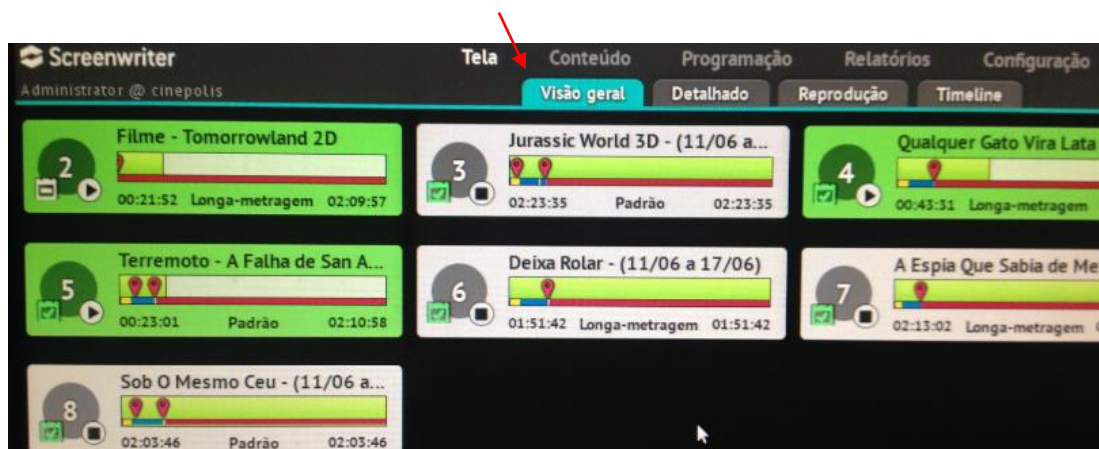 Screenwriter
Tela Conteúdo Programação Relatórios Configuração
Administrator @ cinepolis
Visão geral Detalhado Reprodução Timeline
2
Filme - Tomorrowland 2D
00:21:52 Longa-metragem 02:09:57
3
Jurassic World 3D - (11/06 a...
02:23:35 Padrão 02:23:35
4
Qualquer Gato Vira Lata
00:43:31 Longa-metragem
5
Terremoto - A Falha de San A...
00:23:01 Padrão 02:10:58
6
Deixa Rolar - (11/06 a 17/06)
01:51:42 Longa-metragem 01:51:42
7
A Espia Que Sabia de Me
02:13:02 Longa-metragem
8
Sob O Mesmo Ceu - (11/06 a...
02:03:46 Padrão 02:03:46